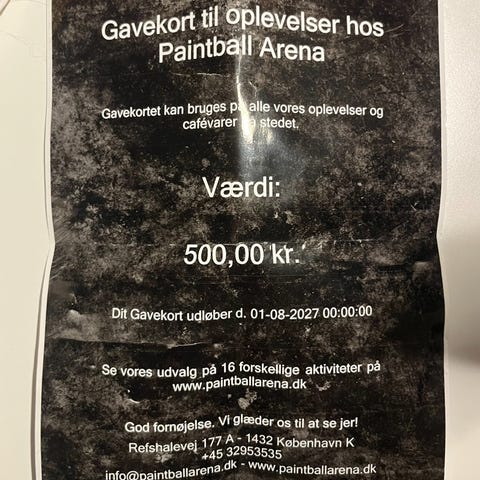 Gavekort til oplevelser hos
Paintball Arena
Gavekortet kan bruges på alle vores oplevelser og
cafévarer på stedet.
Værdi:
500,00 kr.
Dit Gavekort udløber d. 01-08-2027 00:00:00
Se vores udvalg på 16 forskellige aktiviteter på
www.paintballarena.dk
God fornøjelse. Vi glæder os til at se jer!
Refshalevej 177 A - 1432 København K
+45 32953535
info@paintballarena.dk - www.paintballarena.dk